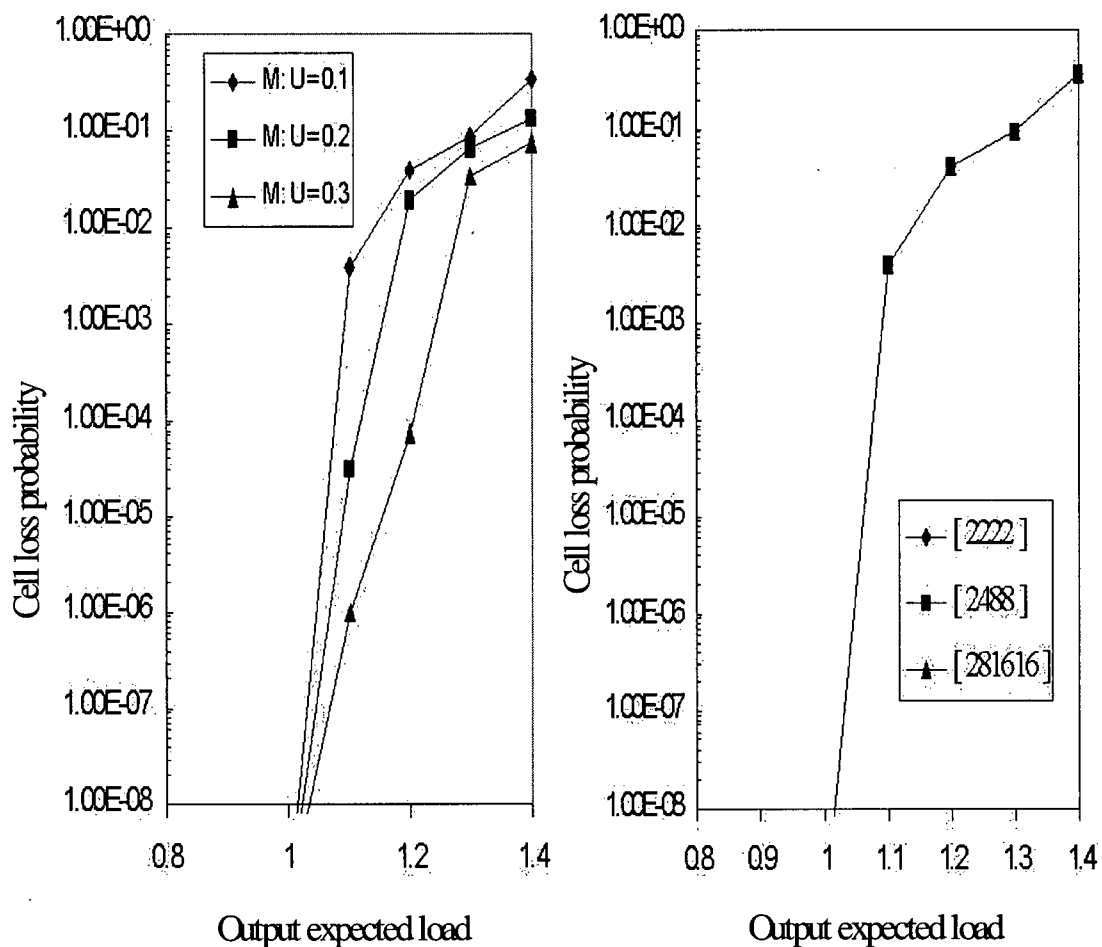 1.00E+00
1.00E-01
1.00E-02
1.00E-03
1.00E-04
1.00E-05
1.00E-06
1.00E-07
1.00E-08
Cell loss probability
M: U=0.1
M: U=0.2
M: U=0.3
0.8 1 1.2 1.4
Output expected load
1.00E+00
1.00E-01
1.00E-02
1.00E-03
1.00E-04
1.00E-05
1.00E-06
1.00E-07
1.00E-08
Cell loss probability
[2222]
[2488]
[281616]
0.8 0.9 1 1.1 1.2 1.3 1.4
Output expected load